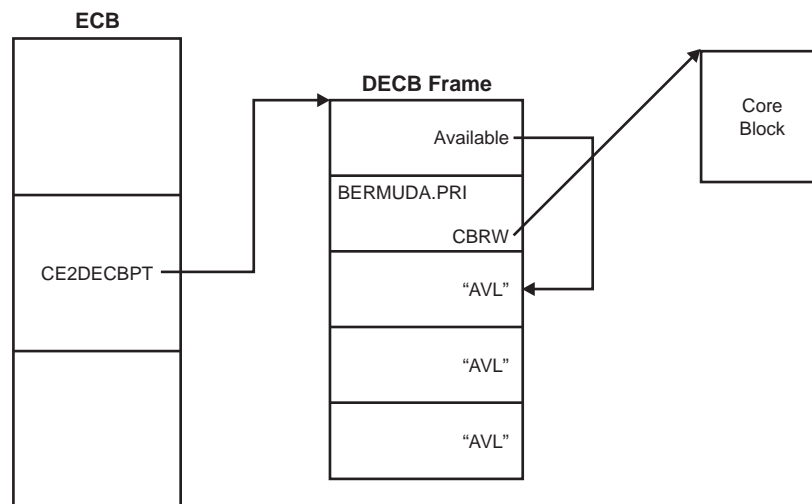 ECB
DECB Frame
Core
Block
Available
BERMUDA.PRI
CBRW
CE2DECBPT
“AVL”
“AVL”
“AVL”